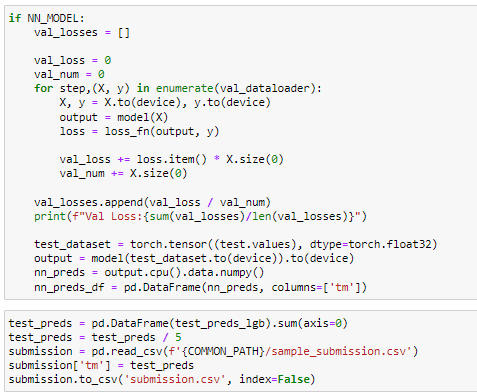 if NN_MODEL:
    val_losses = []

    val_loss = 0
    val_num = 0
    for step,(X, y) in enumerate(val_dataloader):
        X, y = X.to(device), y.to(device)
        output = model(X)
        loss = loss_fn(output, y)

        val_loss += loss.item() * X.size(0)
        val_num += X.size(0)

    val_losses.append(val_loss / val_num)
    print(f"Val Loss:{sum(val_losses)/len(val_losses)}")

    test_dataset = torch.tensor((test.values), dtype=torch.float32)
    output = model(test_dataset.to(device)).to(device)
    nn_preds = output.cpu().data.numpy()
    nn_preds_df = pd.DataFrame(nn_preds, columns=['tm'])

test_preds = pd.DataFrame(test_preds_lgb).sum(axis=0)
test_preds = test_preds / 5
submission = pd.read_csv(f'{COMMON_PATH}/sample_submission.csv')
submission['tm'] = test_preds
submission.to_csv('submission.csv', index=False)